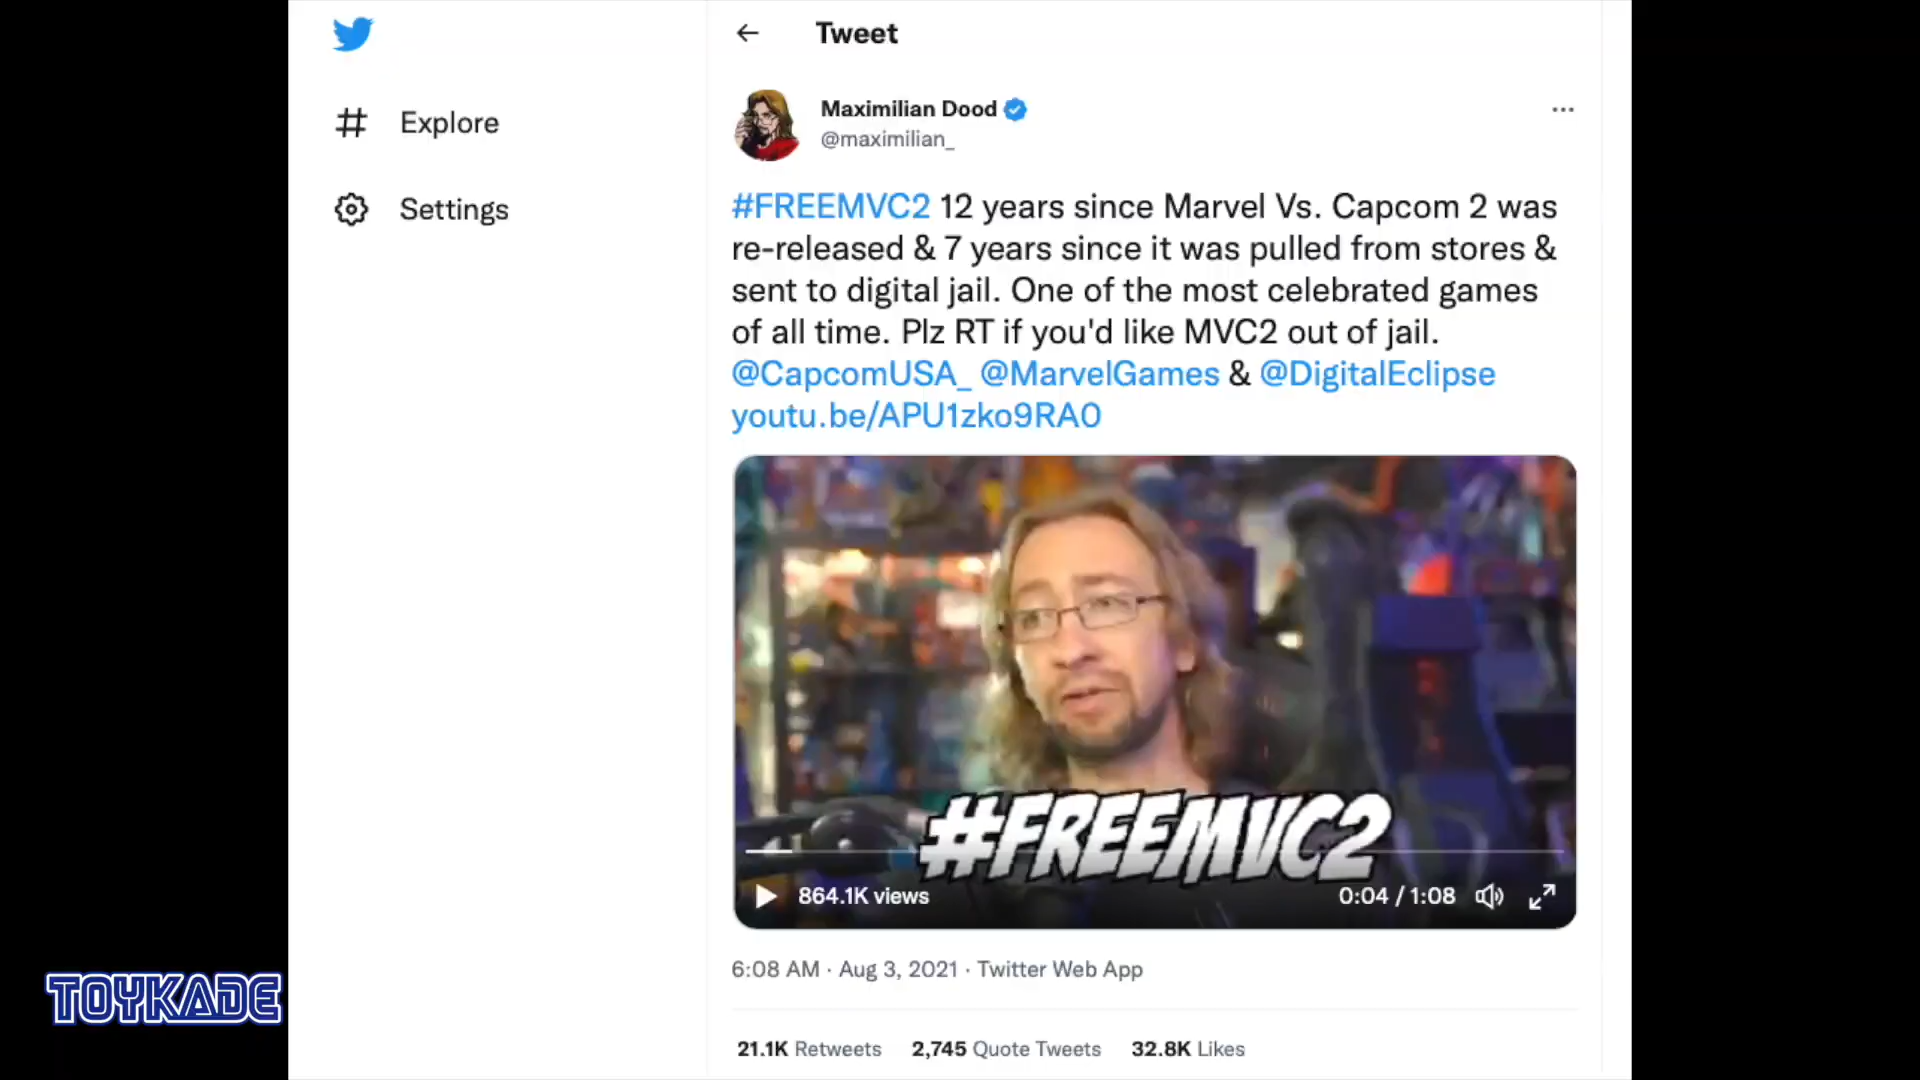 Tweet
Explore
Settings
Maximilian Dood
@maximilian_
#FREEMVC2 12 years since Marvel Vs. Capcom 2 was
re-released & 7 years since it was pulled from stores &
sent to digital jail. One of the most celebrated games
of all time. Plz RT if you'd like MVC2 out of jail.
@CapcomUSA_ @MarvelGames & @DigitalEclipse
youtu.be/APU1zko9RA0
#FREEMVC2
864.1K views
0:04 / 1:08
6:08 AM · Aug 3, 2021 · Twitter Web App
21.1K Retweets 2,745 Quote Tweets 32.8K Likes
TOYKADE